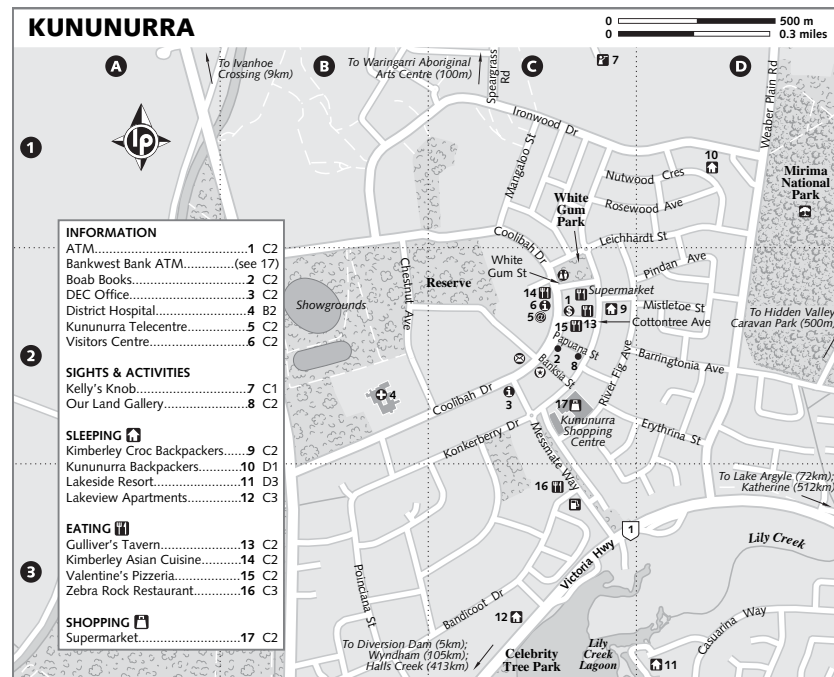 KUNUNURRA
0 500 m
0 0.3 miles
A
B
C
D
1
2
3
lp
To Ivanhoe
Crossing (9km)
To Waringarri Aboriginal
Arts Centre (100m)
Speargrass
Rd
7
Weaber Plain Rd
Ironwood Dr
Mangaloo St
10
Nutwood Cres
Mirima
National
Park
Rosewood Ave
White
Gum
Park
Coolibah Dr
Leichhardt St
INFORMATION
ATM....................................1 C2
Bankwest Bank ATM...............(see 17)
Boab Books.........................2 C2
DEC Office..........................3 C2
District Hospital....................4 B2
Kununurra Telecentre..............5 C2
Visitors Centre......................6 C2
SIGHTS & ACTIVITIES
Kelly's Knob.........................7 C1
Our Land Gallery...................8 C2
SLEEPING
Kimberley Croc Backpackers........9 C2
Kununurra Backpackers..........10 D1
Lakeside Resort....................11 D3
Lakeview Apartments.............12 C3
EATING
Gulliver's Tavern...................13 C2
Kimberley Asian Cuisine..........14 C2
Valentine's Pizzeria................15 C2
Zebra Rock Restaurant............16 C3
SHOPPING
Supermarket........................17 C2
White
Gum St
Pindan Ave
Chestnut Ave
Reserve
Showgrounds
14
1
Supermarket
6
9
Mistletoe St
5
@
$
15
13
Cottontree Ave
To Hidden Valley
Caravan Park (500m)
Papuana St
2
8
Banksia St
River Fig Ave
Barringtonia Ave
4
Coolibah Dr
3
17
Kununurra
Shopping
Centre
Erythrina St
Konkerberry Dr
Messmate Way
16
To Lake Argyle (72km);
Katherine (512km)
1
Lily Creek
Victoria Hwy
Poinciana St
Bandicoot Dr
12
Casuarina Way
To Diversion Dam (5km);
Wyndham (105km);
Halls Creek (413km)
Celebrity
Tree Park
Lily
Creek
Lagoon
11